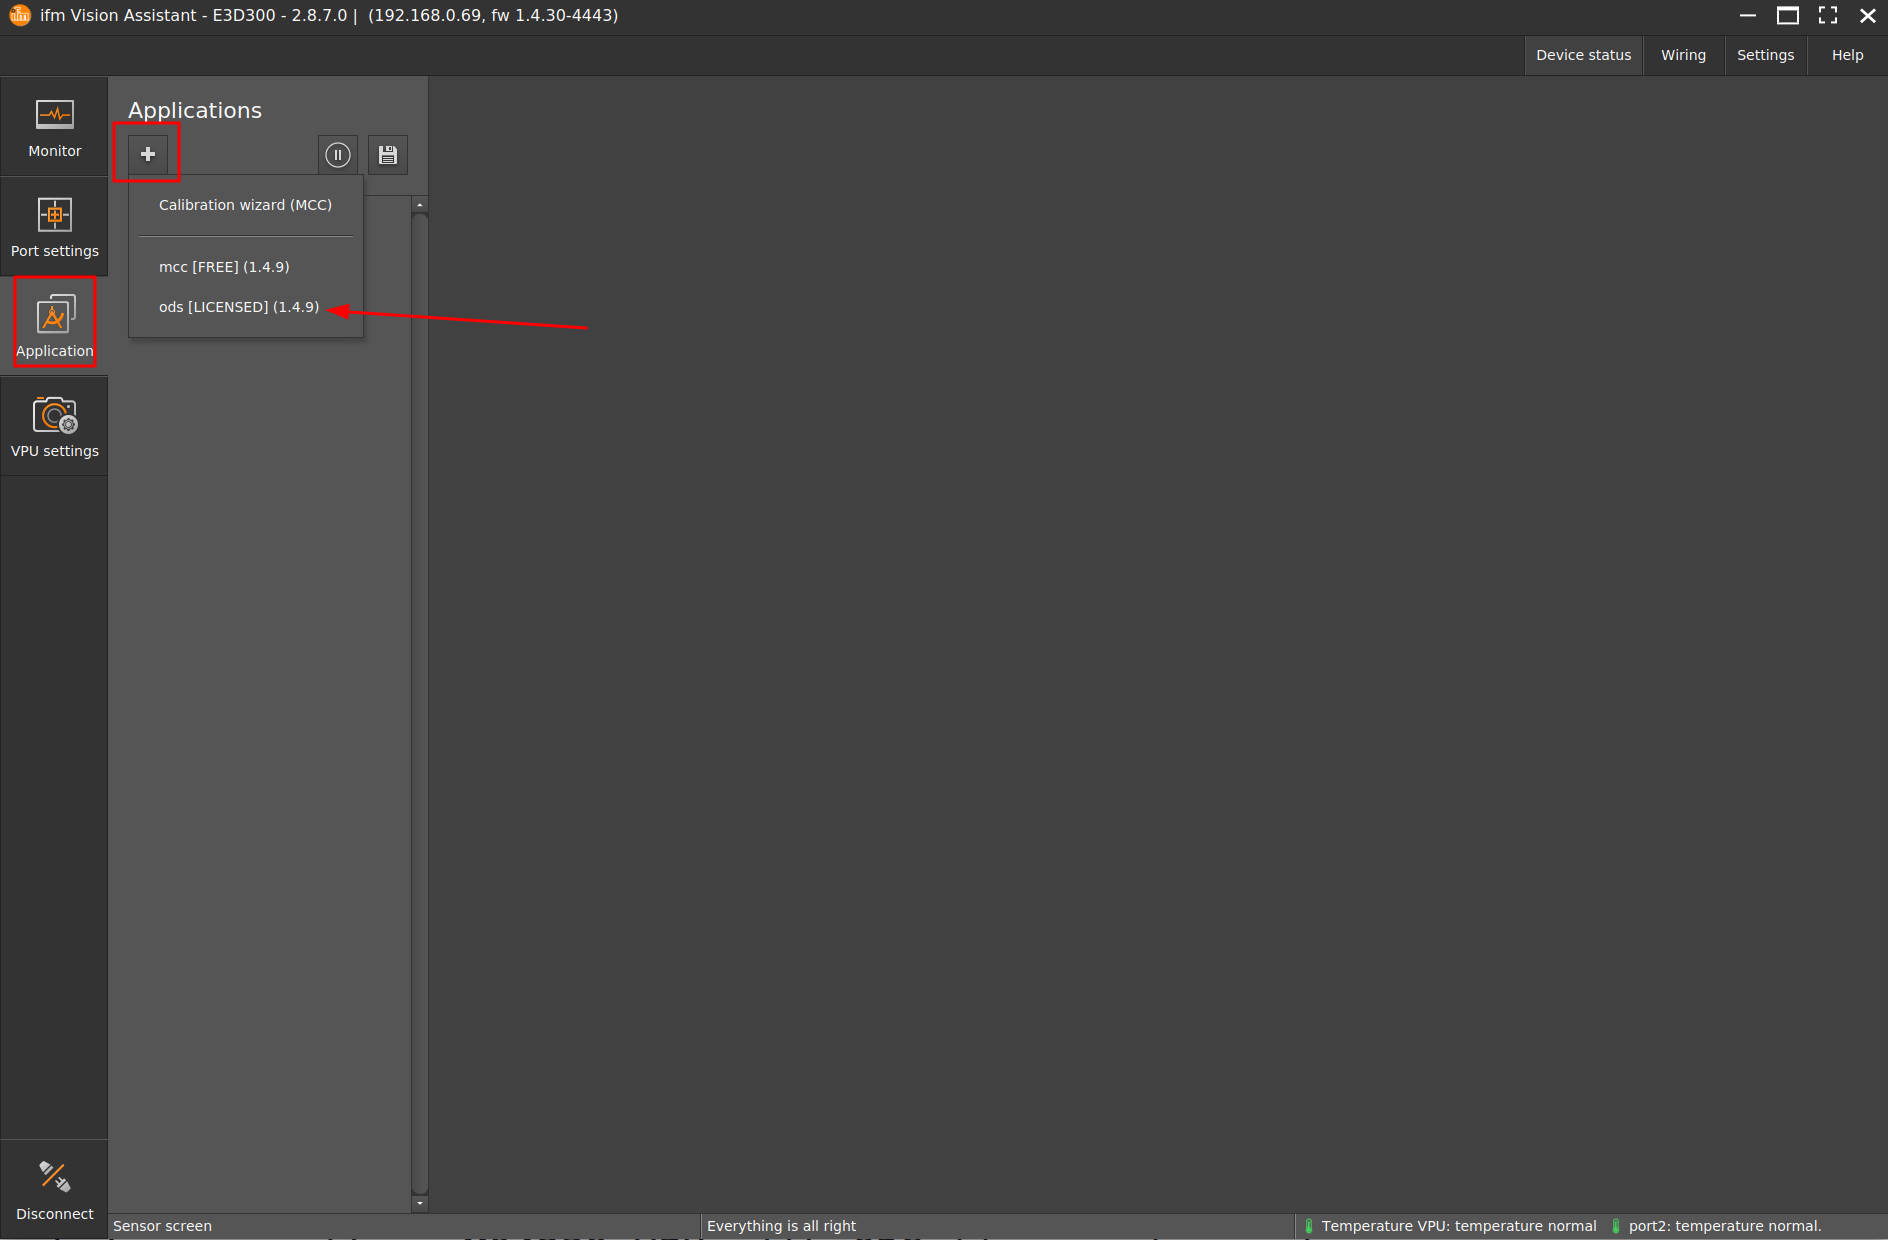 ifm Vision Assistant - E3D300 - 2.8.7.0 | (192.168.0.69, fw 1.4.30-4443)
Device status
Wiring
Settings
Help
Monitor
Port settings
Application
VPU settings
Disconnect
Applications
Calibration wizard (MCC)
mcc [FREE] (1.4.9)
ods [LICENSED] (1.4.9)
Sensor screen
Everything is all right
Temperature VPU: temperature normal
port2: temperature normal.